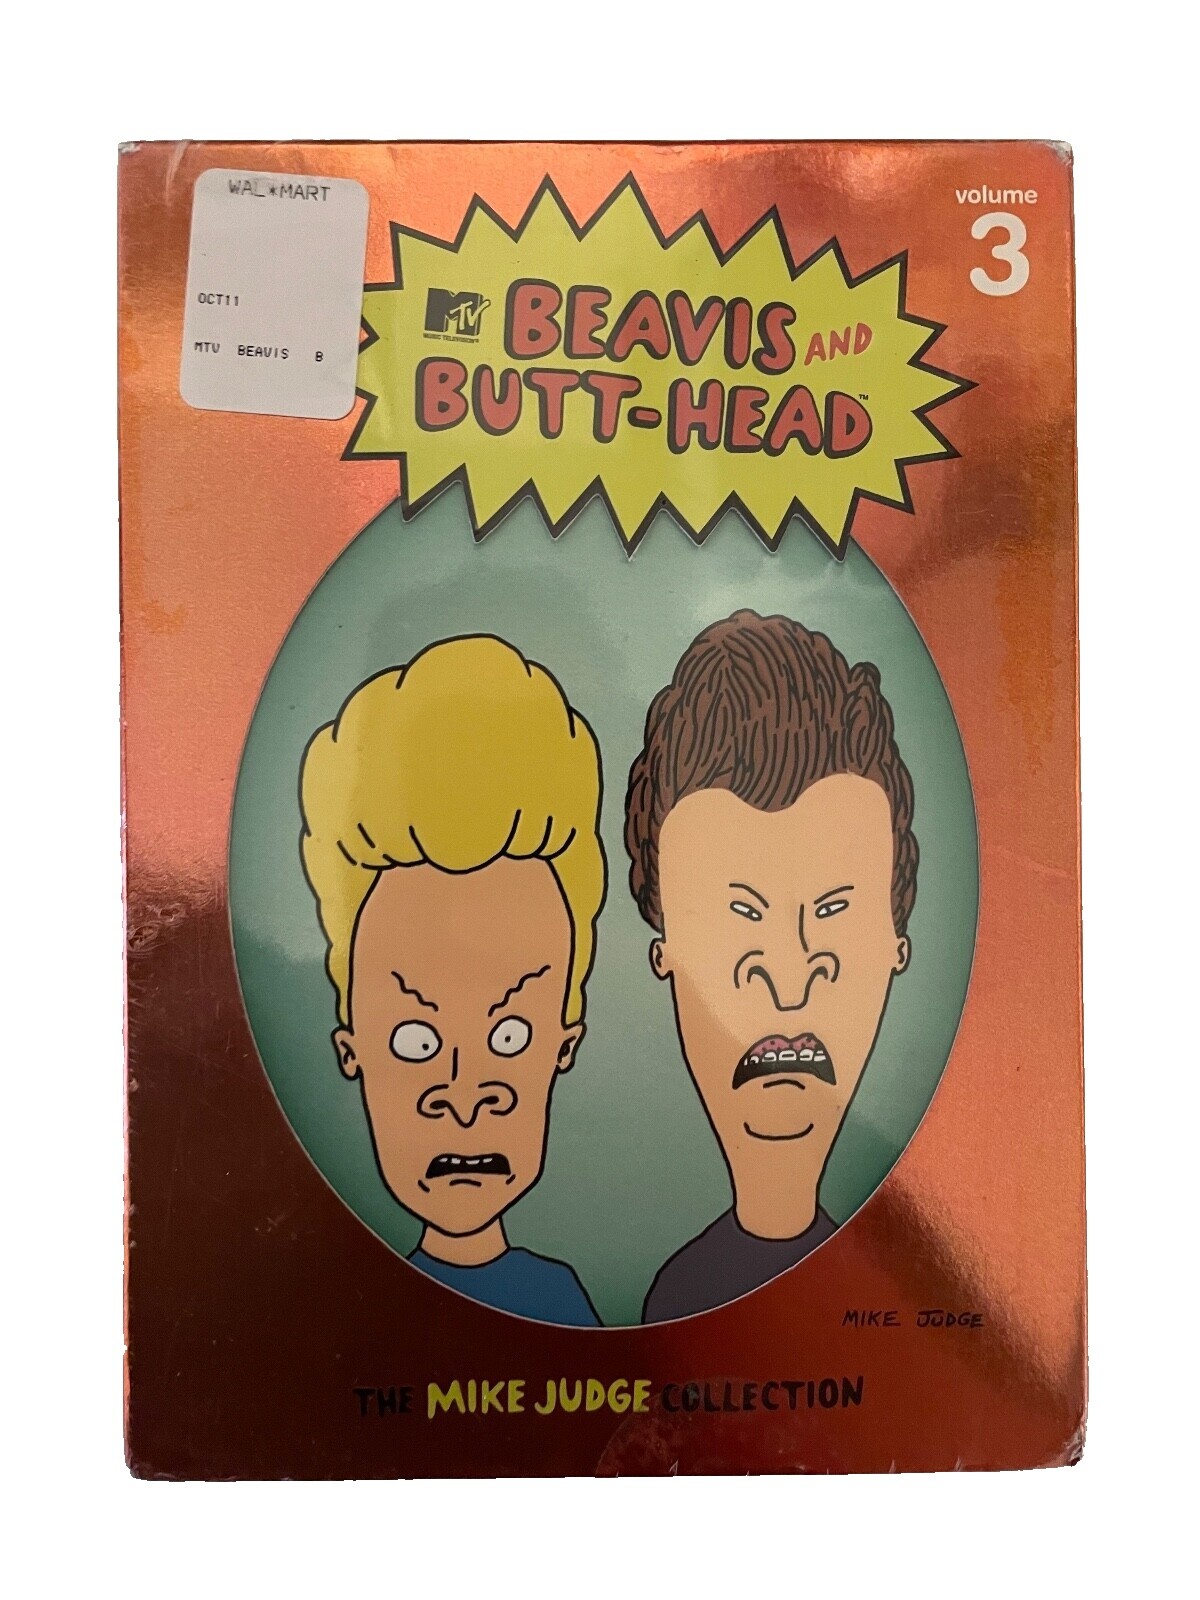 WAL*MART
OCT11
MTV BEAVIS B
volume
3
MTV
MUSIC TELEVISION®
BEAVIS AND
BUTT-HEAD™
MIKE JUDGE
THE MIKE JUDGE COLLECTION